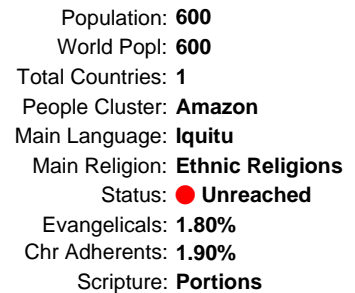 Population: 600
World Popl: 600
Total Countries: 1
People Cluster: Amazon
Main Language: Iquitu
Main Religion: Ethnic Religions
Status: Unreached
Evangelicals: 1.80%
Chr Adherents: 1.90%
Scripture: Portions